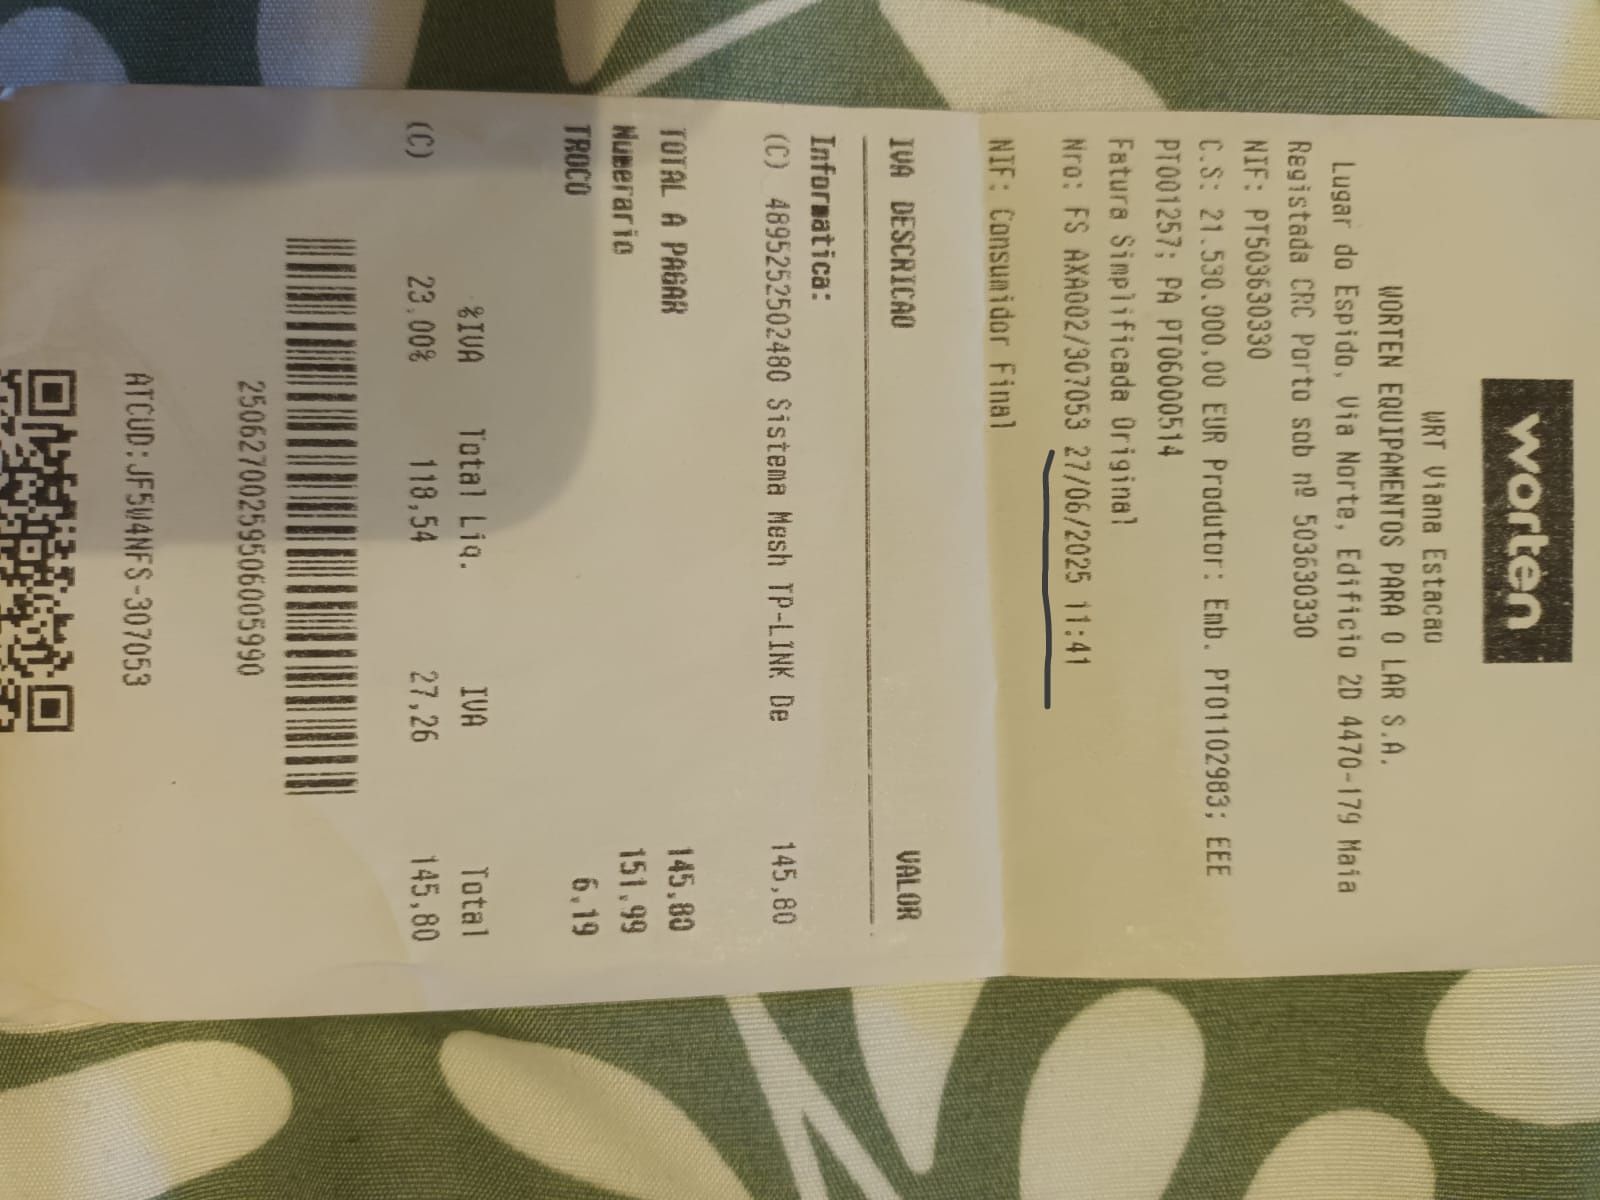 worten
WRT Viana Estacao
WORTEN EQUIPAMENTOS PARA O LAR S.A.
Lugar do Espido, Via Norte, Edificio 2D 4470-179 Maia
Registada CRC Porto sob nº 503630330
NIF: PT503630330
C.S: 21.530.000,00 EUR Produtor: Emb. PT01102983; EEE
PT001257; PA PT06000514
Fatura Simplificada Original
Nro: FS AXA002/307053 27/06/2025 11:41
NIF: Consumidor Final
IVA DESCRICAO VALOR
Informatica:
(C) 4895252502480 Sistema Mesh TP-LINK De 145,80
TOTAL A PAGAR 145,80
Numerario 151,99
TROCO 6,19
%IVA Total Liq. IVA Total
(C) 23,00% 118,54 27,26 145,80
25062700259506005990
ATCUD:JF5W4NFS-307053